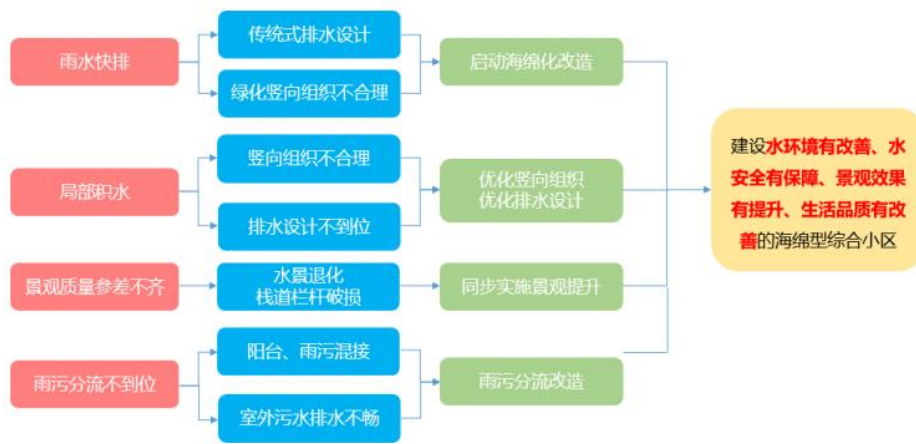 雨水快排
传统式排水设计
绿化竖向组织不合理
启动海绵化改造
局部积水
竖向组织不合理
排水设计不到位
优化竖向组织
优化排水设计
景观质量参差不齐
水景退化
栈道栏杆破损
同步实施景观提升
雨污分流不到位
阳台、雨污混接
室外污水排水不畅
雨污分流改造
建设水环境有改善、水
安全有保障、景观效果
有提升、生活品质有改
善的海绵型综合小区